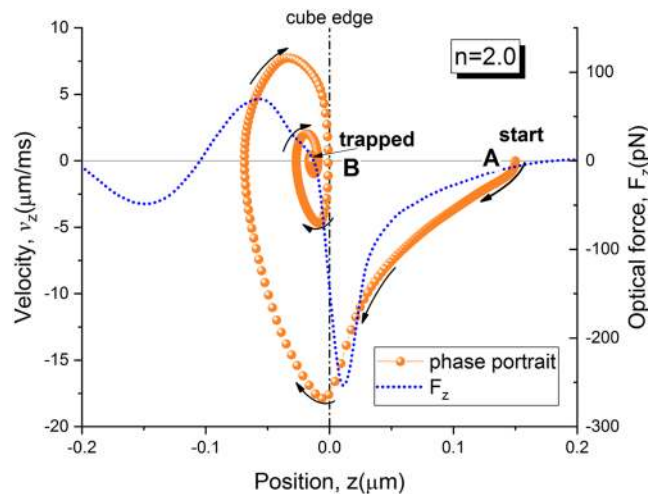 cube edge
n=2.0
10
5
0
-5
-10
-15
-20
Velocity, v_z(μm/ms)
100
0
-100
-200
-300
Optical force, F_z(pN)
trapped
start
A
B
phase portrait
F_z
-0.2
-0.1
0.0
0.1
0.2
Position, z(μm)